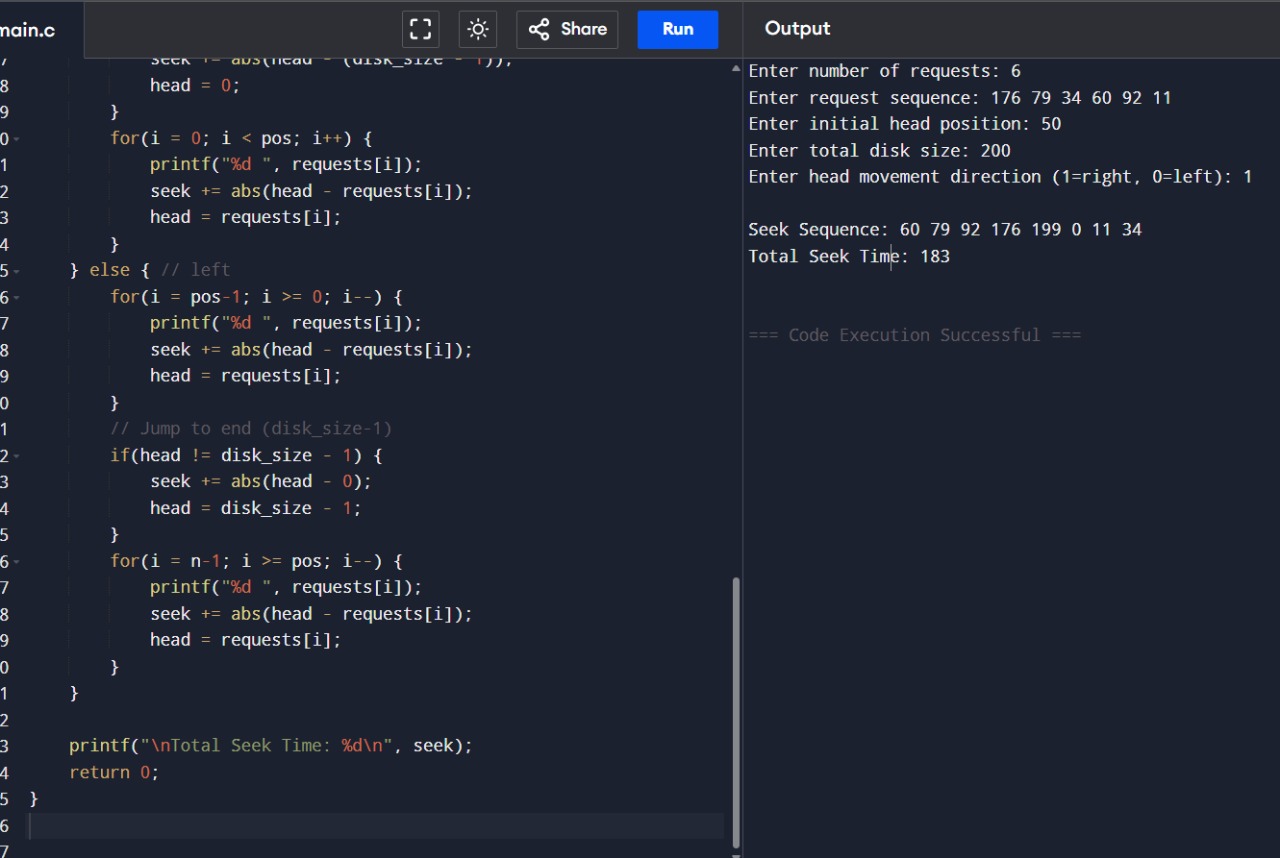 main.c
Share
Run
Output
7 seek += abs(head - (disk_size - 1));
8 head = 0;
9 }
0 for(i = 0; i < pos; i++) {
1 printf("%d ", requests[i]);
2 seek += abs(head - requests[i]);
3 head = requests[i];
4 }
5 } else { // left
6 for(i = pos-1; i >= 0; i--) {
7 printf("%d ", requests[i]);
8 seek += abs(head - requests[i]);
9 head = requests[i];
0 }
1 // Jump to end (disk_size-1)
2 if(head != disk_size - 1) {
3 seek += abs(head - 0);
4 head = disk_size - 1;
5 }
6 for(i = n-1; i >= pos; i--) {
7 printf("%d ", requests[i]);
8 seek += abs(head - requests[i]);
9 head = requests[i];
0 }
1 }
2
3 printf("\nTotal Seek Time: %d\n", seek);
4 return 0;
5 }
6
7
Enter number of requests: 6
Enter request sequence: 176 79 34 60 92 11
Enter initial head position: 50
Enter total disk size: 200
Enter head movement direction (1=right, 0=left): 1
Seek Sequence: 60 79 92 176 199 0 11 34
Total Seek Time: 183
=== Code Execution Successful ===